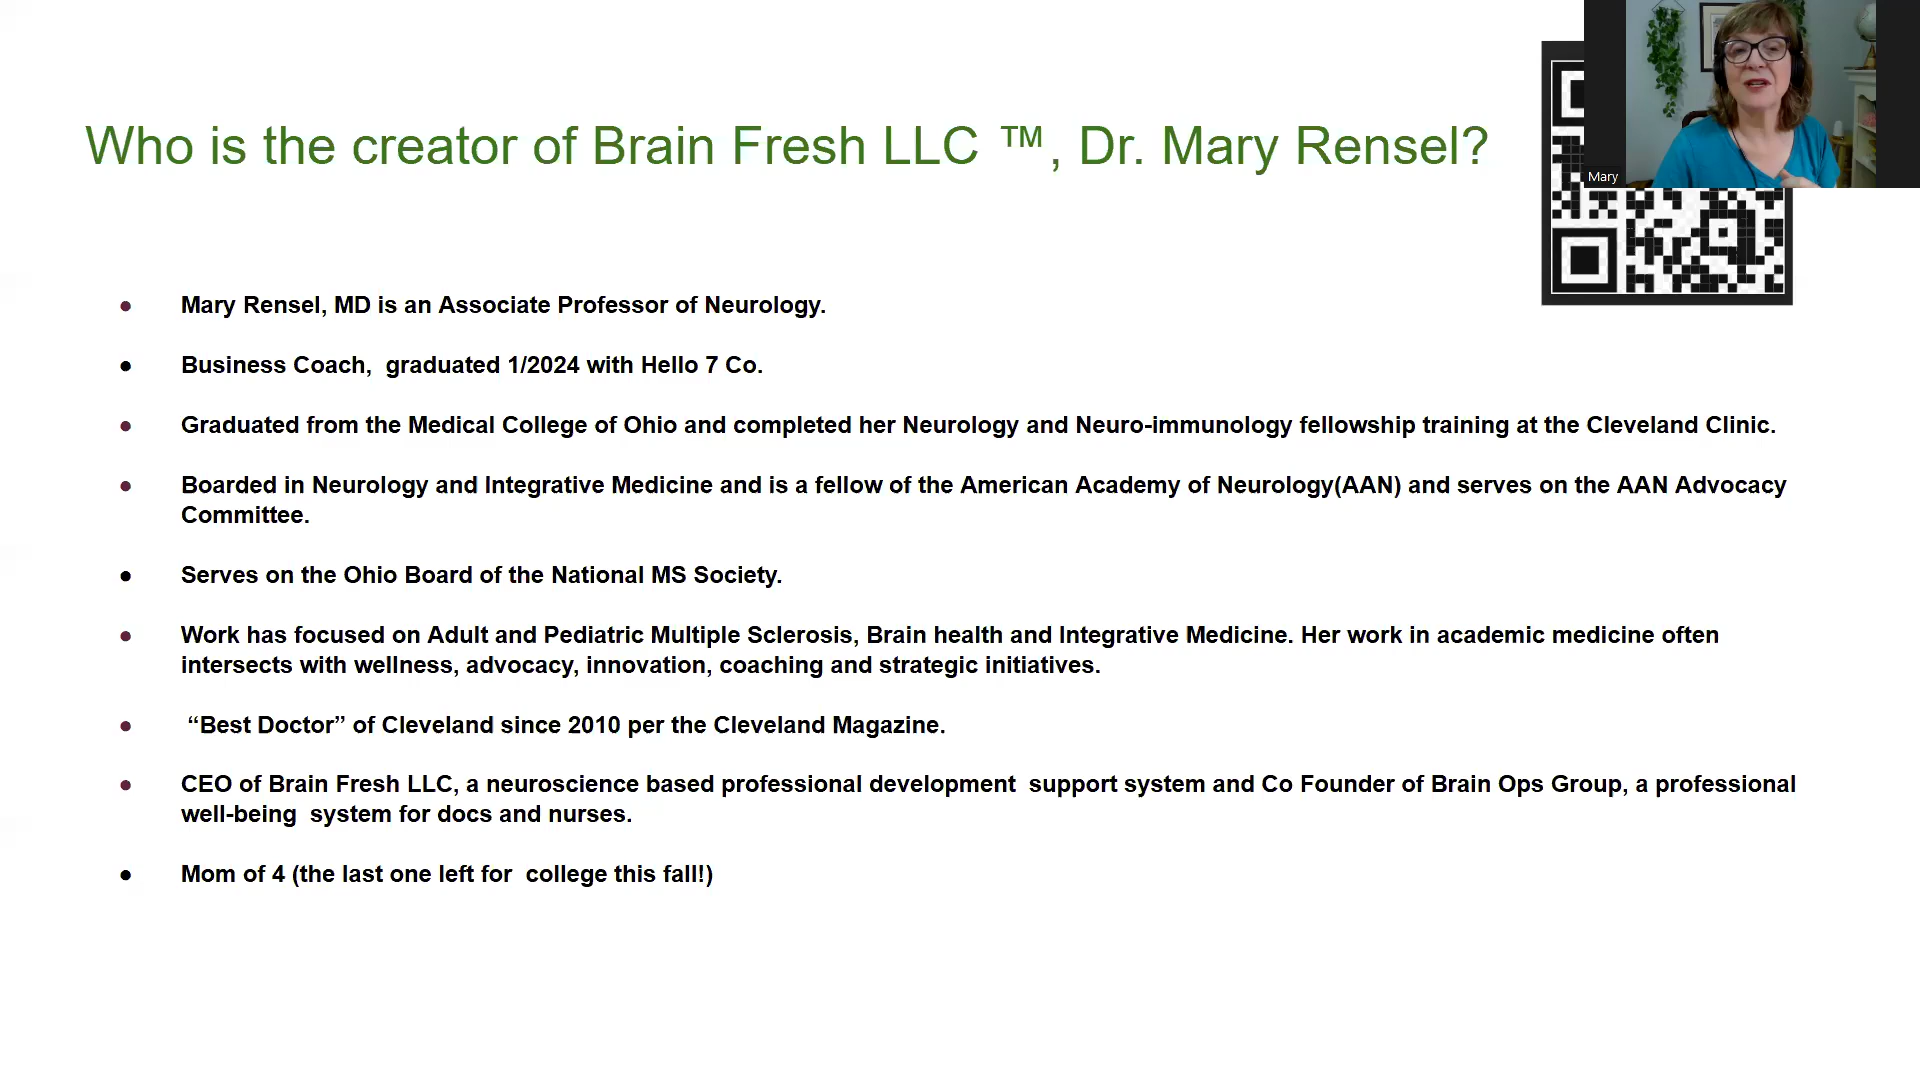 Who is the creator of Brain Fresh LLC ™, Dr. Mary Rensel?
Mary
● Mary Rensel, MD is an Associate Professor of Neurology.
● Business Coach,  graduated 1/2024 with Hello 7 Co.
● Graduated from the Medical College of Ohio and completed her Neurology and Neuro-immunology fellowship training at the Cleveland Clinic.
● Boarded in Neurology and Integrative Medicine and is a fellow of the American Academy of Neurology(AAN) and serves on the AAN Advocacy
Committee.
● Serves on the Ohio Board of the National MS Society.
● Work has focused on Adult and Pediatric Multiple Sclerosis, Brain health and Integrative Medicine. Her work in academic medicine often
intersects with wellness, advocacy, innovation, coaching and strategic initiatives.
● “Best Doctor” of Cleveland since 2010 per the Cleveland Magazine.
● CEO of Brain Fresh LLC, a neuroscience based professional development  support system and Co Founder of Brain Ops Group, a professional
well-being  system for docs and nurses.
● Mom of 4 (the last one left for  college this fall!)